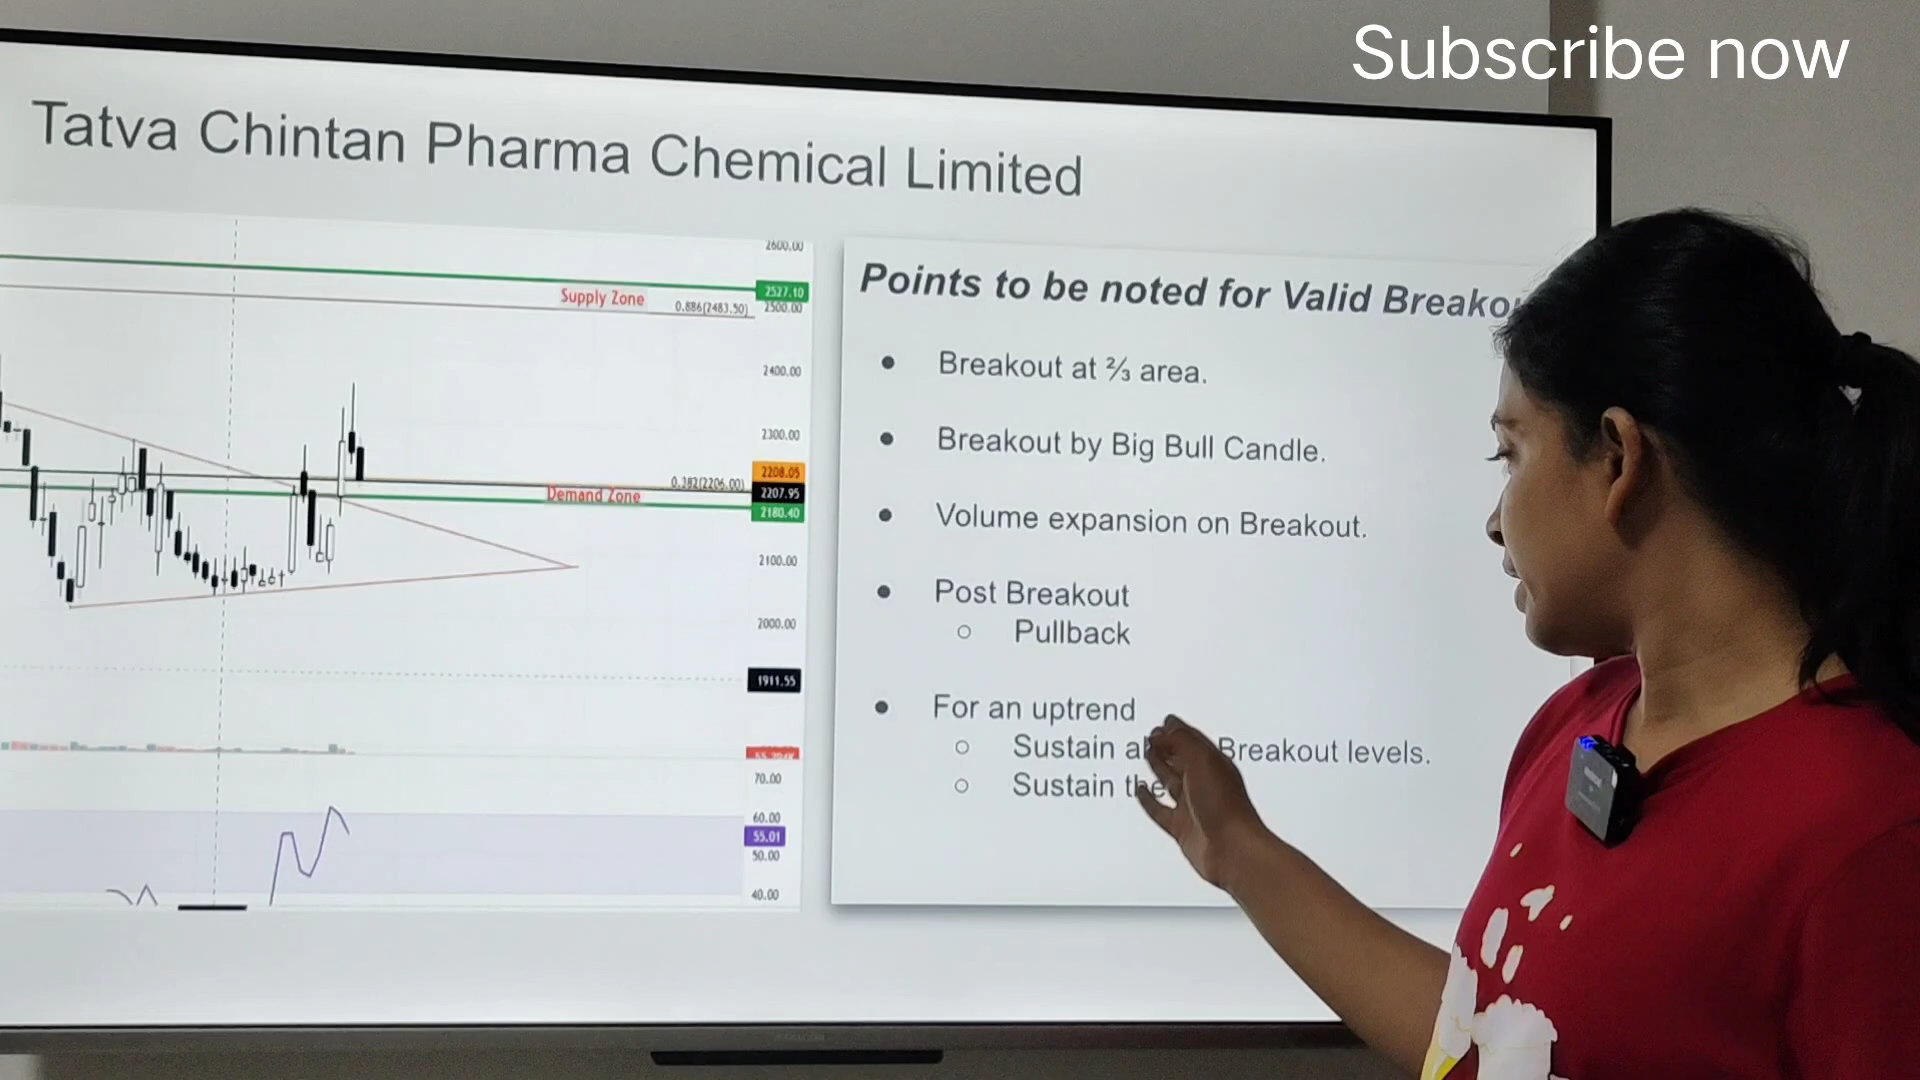 Subscribe now
Tatva Chintan Pharma Chemical Limited
2600.00
Supply Zone
0.886(2483.50)
2527.10
2500.00
2400.00
2300.00
2208.05
0.382(2206.00)
2207.95
Demand Zone
2180.40
2100.00
2000.00
1911.55
70.00
60.00
55.01
50.00
40.00
Points to be noted for Valid
● Breakout at ⅔ area.
● Breakout by Big Bull Candle.
● Volume expansion on Breakout.
● Post Breakout
○ Pullback
● For an uptrend
○ Sustain Breakout levels.
○ Sustain